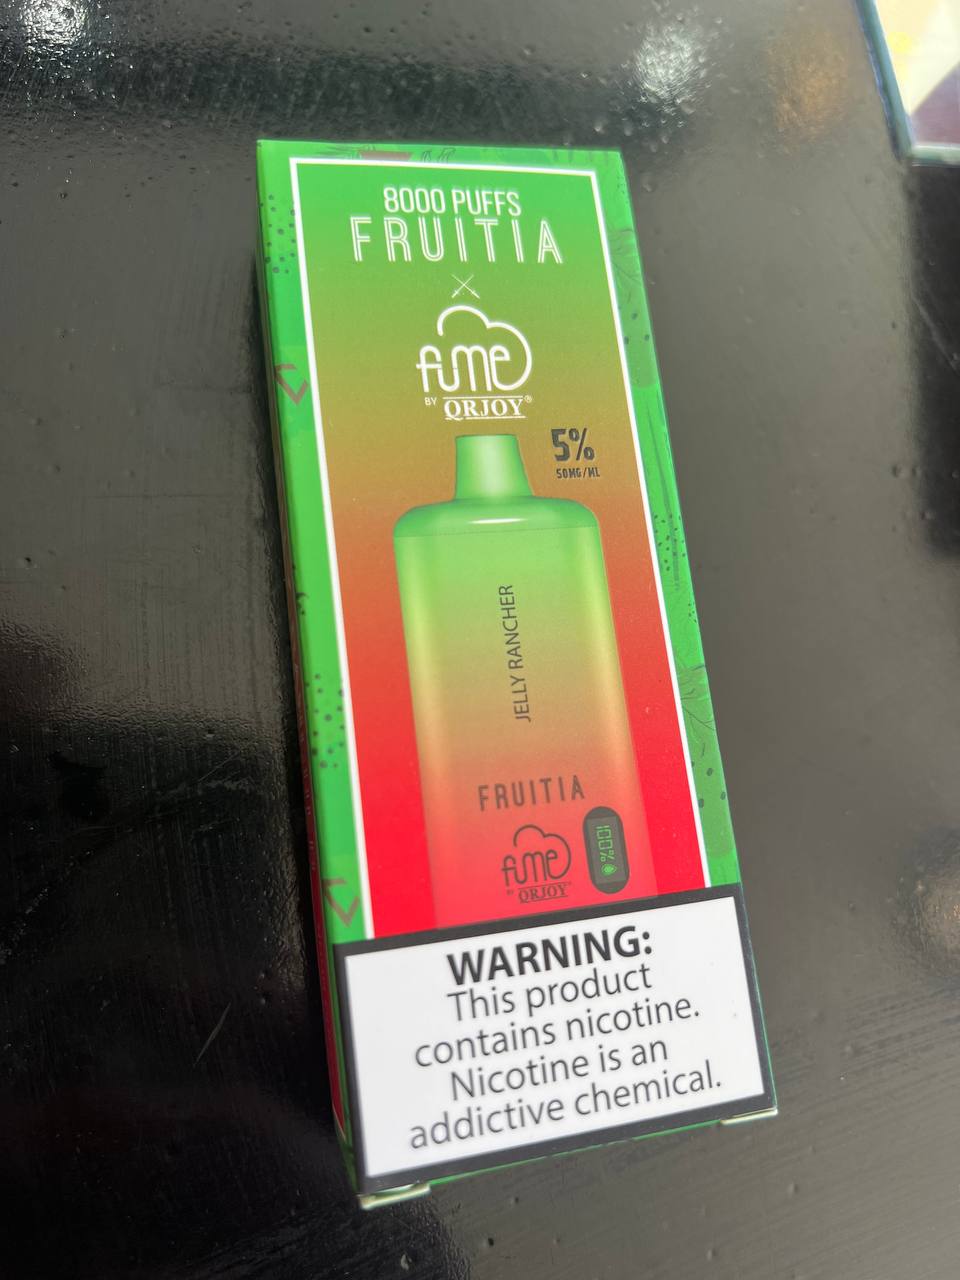 8000 PUFFS
FRUITIA
fume
BY QRJOY®
5%
50MG/ML
JELLY RANCHER
FRUITIA
fume
BY QRJOY
100%
WARNING:
This product
contains nicotine.
Nicotine is an
addictive chemical.